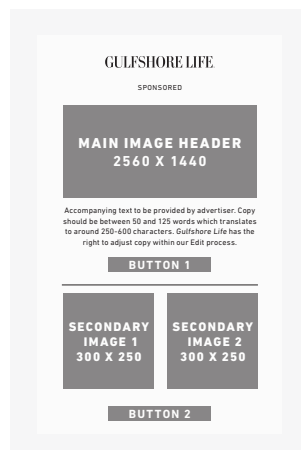 GULFSHORE LIFE
SPONSORED
MAIN IMAGE HEADER
2560 X 1440
Accompanying text to be provided by advertiser. Copy
should be between 50 and 125 words which translates
to around 250-600 characters. Gulfshore Life has the
right to adjust copy within our Edit process.
BUTTON 1
SECONDARY
IMAGE 1
300 X 250
SECONDARY
IMAGE 2
300 X 250
BUTTON 2